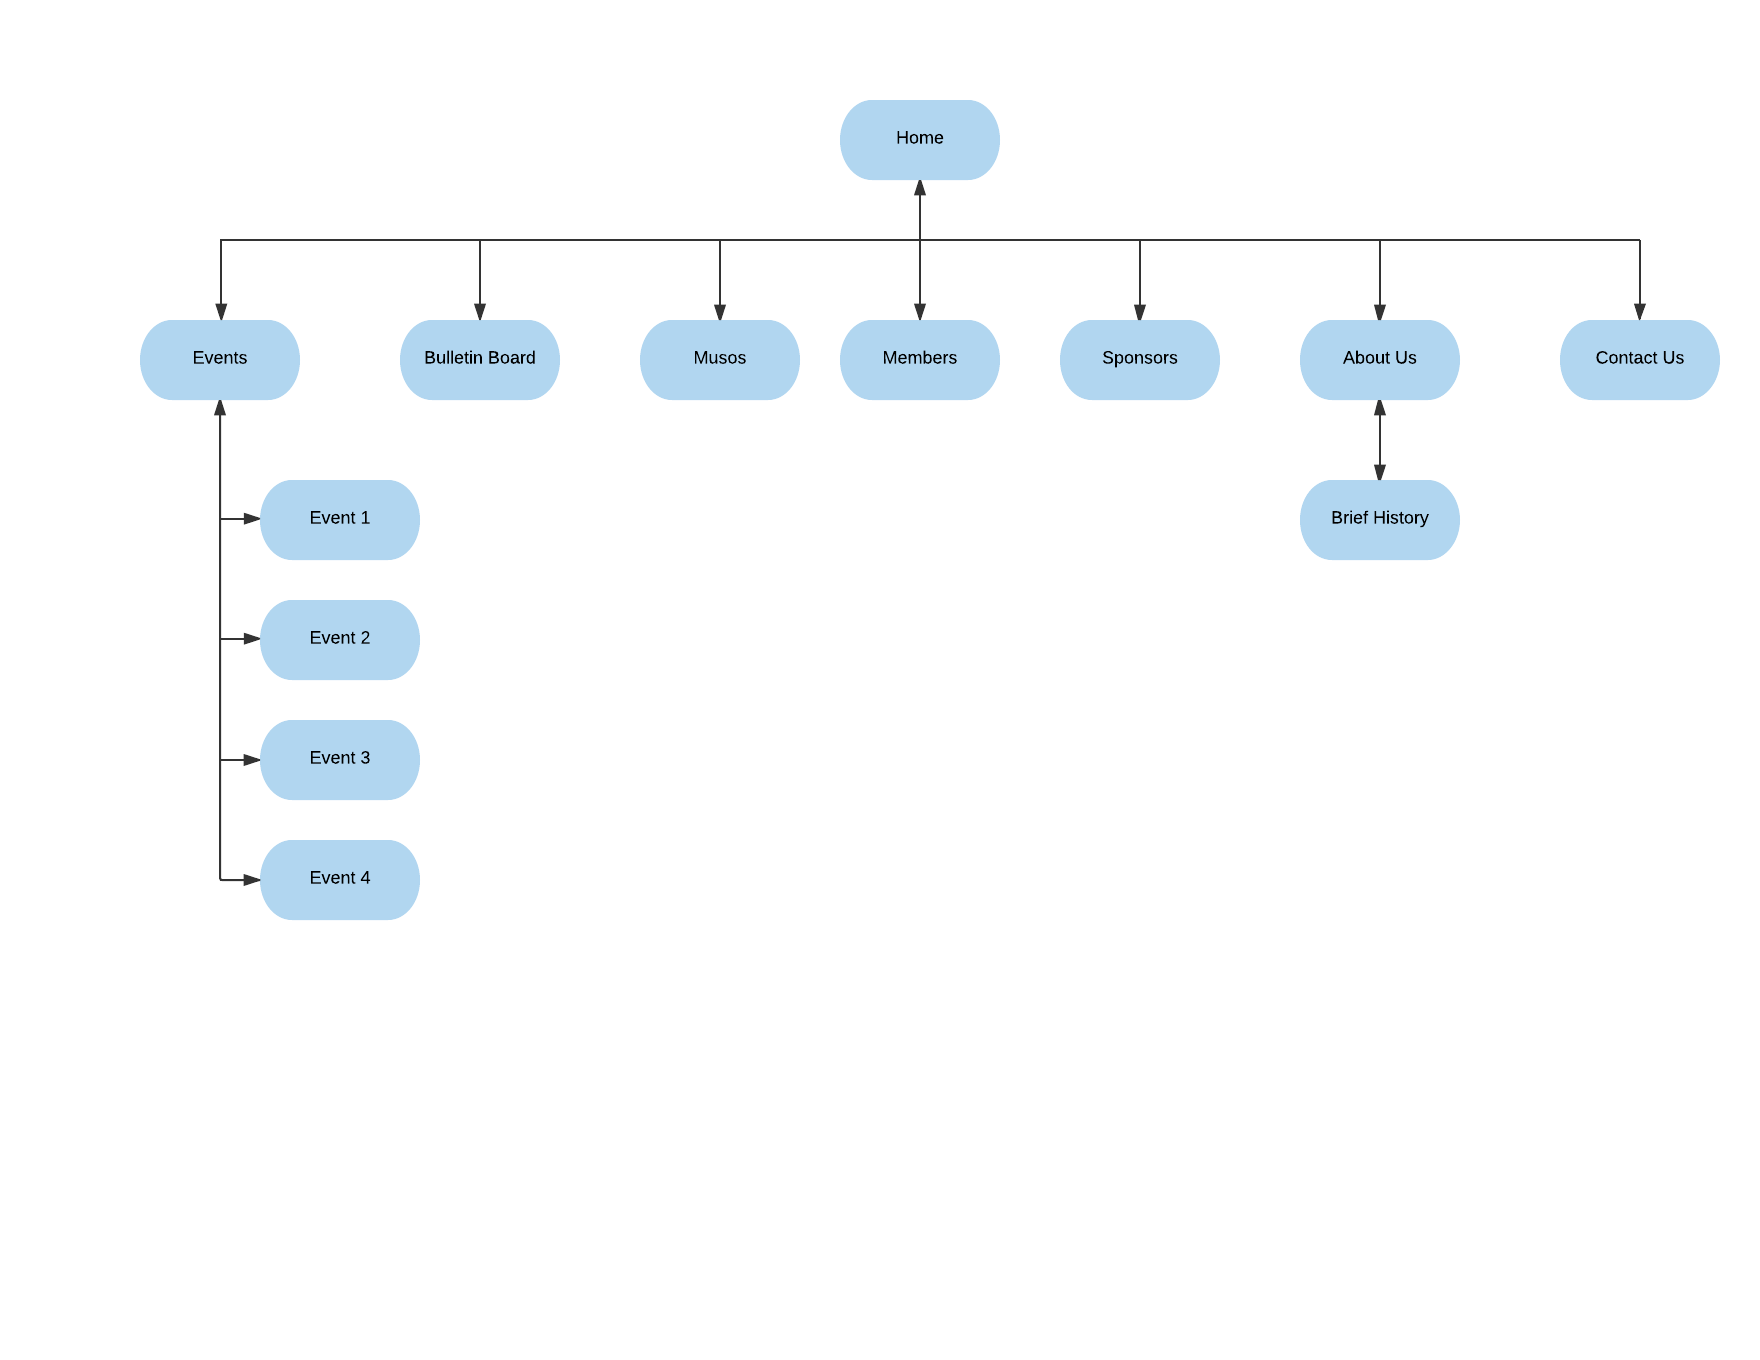 Home
Events
Bulletin Board
Musos
Members
Sponsors
About Us
Contact Us
Event 1
Brief History
Event 2
Event 3
Event 4